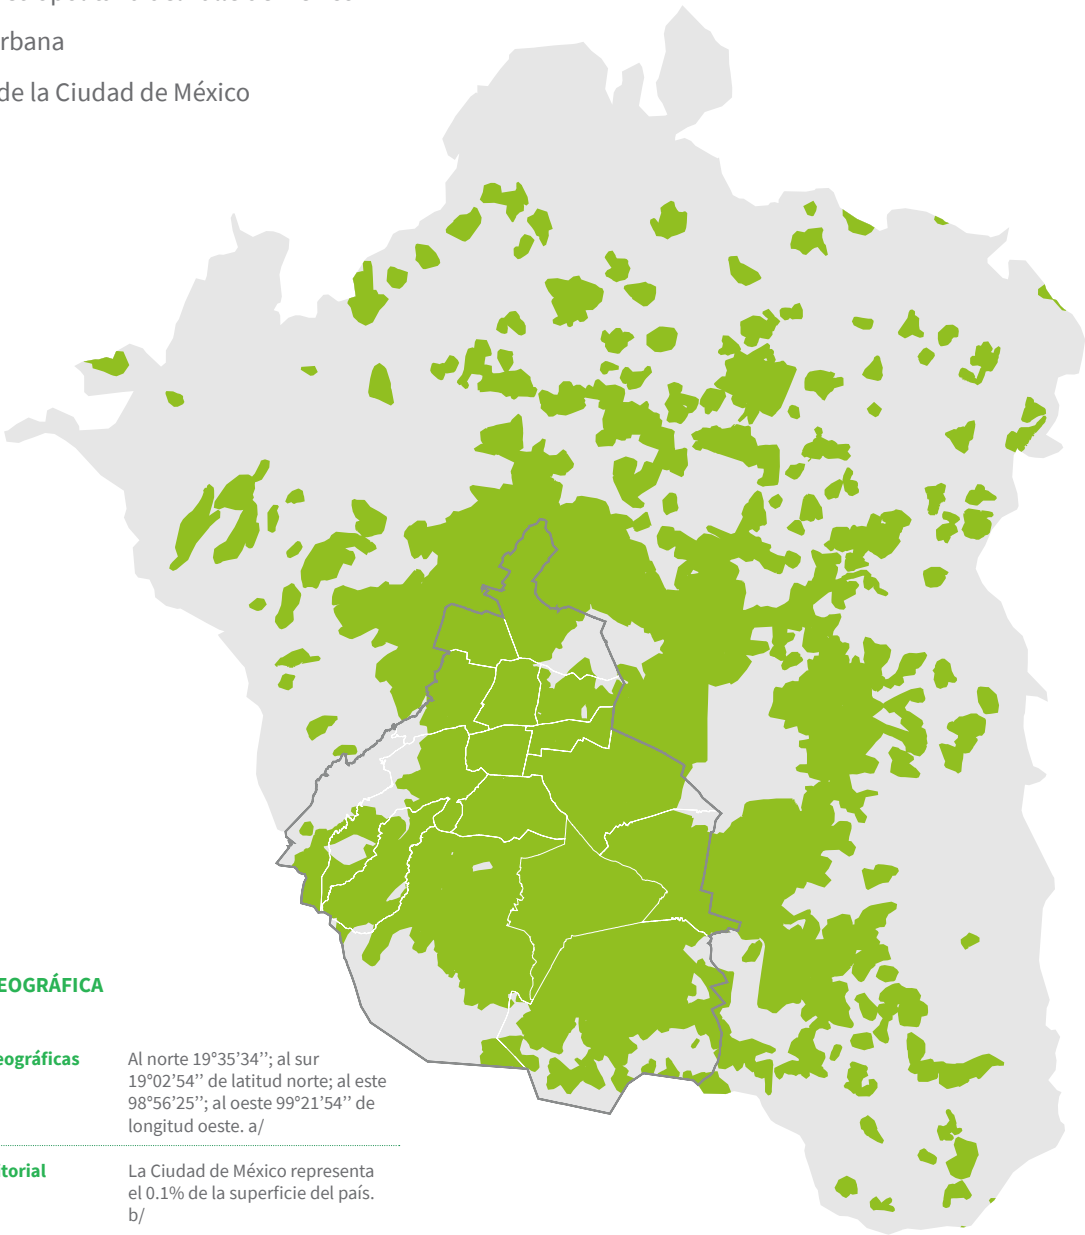 rbana
de la Ciudad de México
EOGRÁFICA
eográficas
Al norte 19°35’34’’; al sur
19°02’54’’ de latitud norte; al este
98°56’25’’; al oeste 99°21’54’’ de
longitud oeste. a/
itorial
La Ciudad de México representa
el 0.1% de la superficie del país.
b/